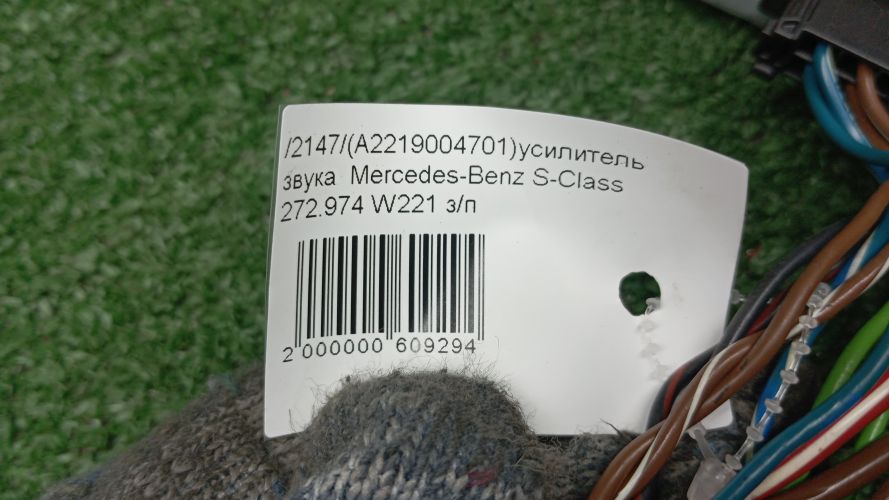 /2147/(A2219004701)усилитель
звука Mercedes-Benz S-Class
272.974 W221 з/п
2 000000 609294